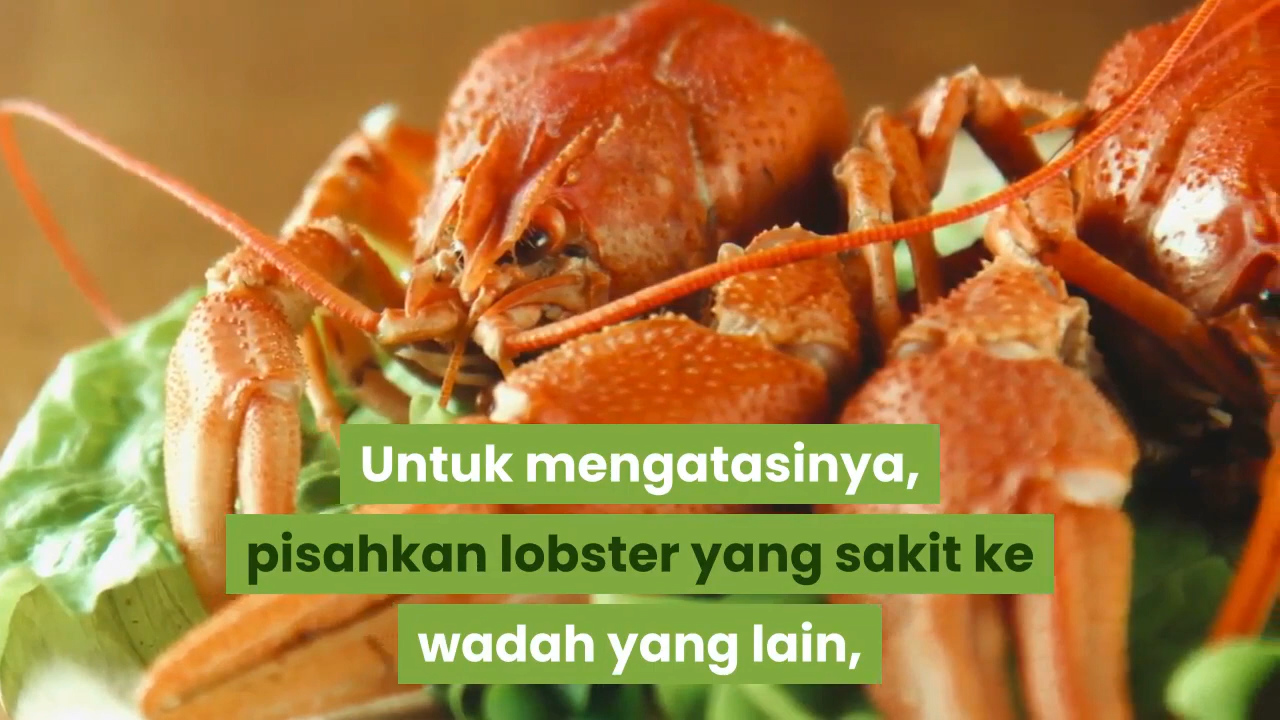 Untuk mengatasinya,
pisahkan lobster yang sakit ke
wadah yang lain,